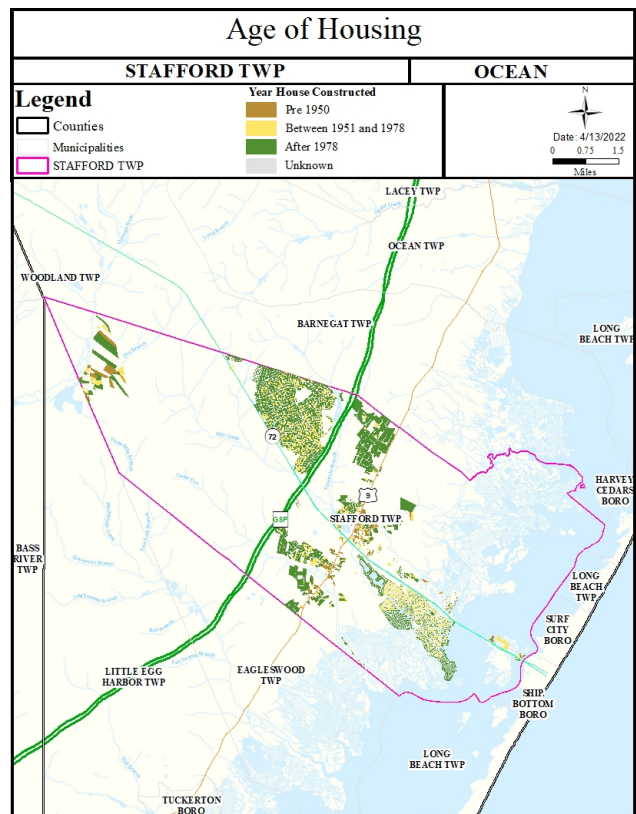 Age of Housing
STAFFORD TWP
OCEAN
Legend
Counties
Municipalities
STAFFORD TWP
Year House Constructed
Pre 1950
Between 1951 and 1978
After 1978
Unknown
N
Date: 4/13/2022
0 0.75 1.5
Miles
LACEY TWP
OCEAN TWP
WOODLAND TWP
BARNEGAT TWP
LONG
BEACH TWP
72
9
HARVEY
CEDARS
BORO
GSP
STAFFORD TWP
BASS
RIVER
TWP
LONG
BEACH
TWP
SURF
CITY
BORO
LITTLE EGG
HARBOR TWP
EAGLESWOOD
TWP
SHIP
BOTTOM
BORO
LONG
BEACH TWP
TUCKERTON
BORO